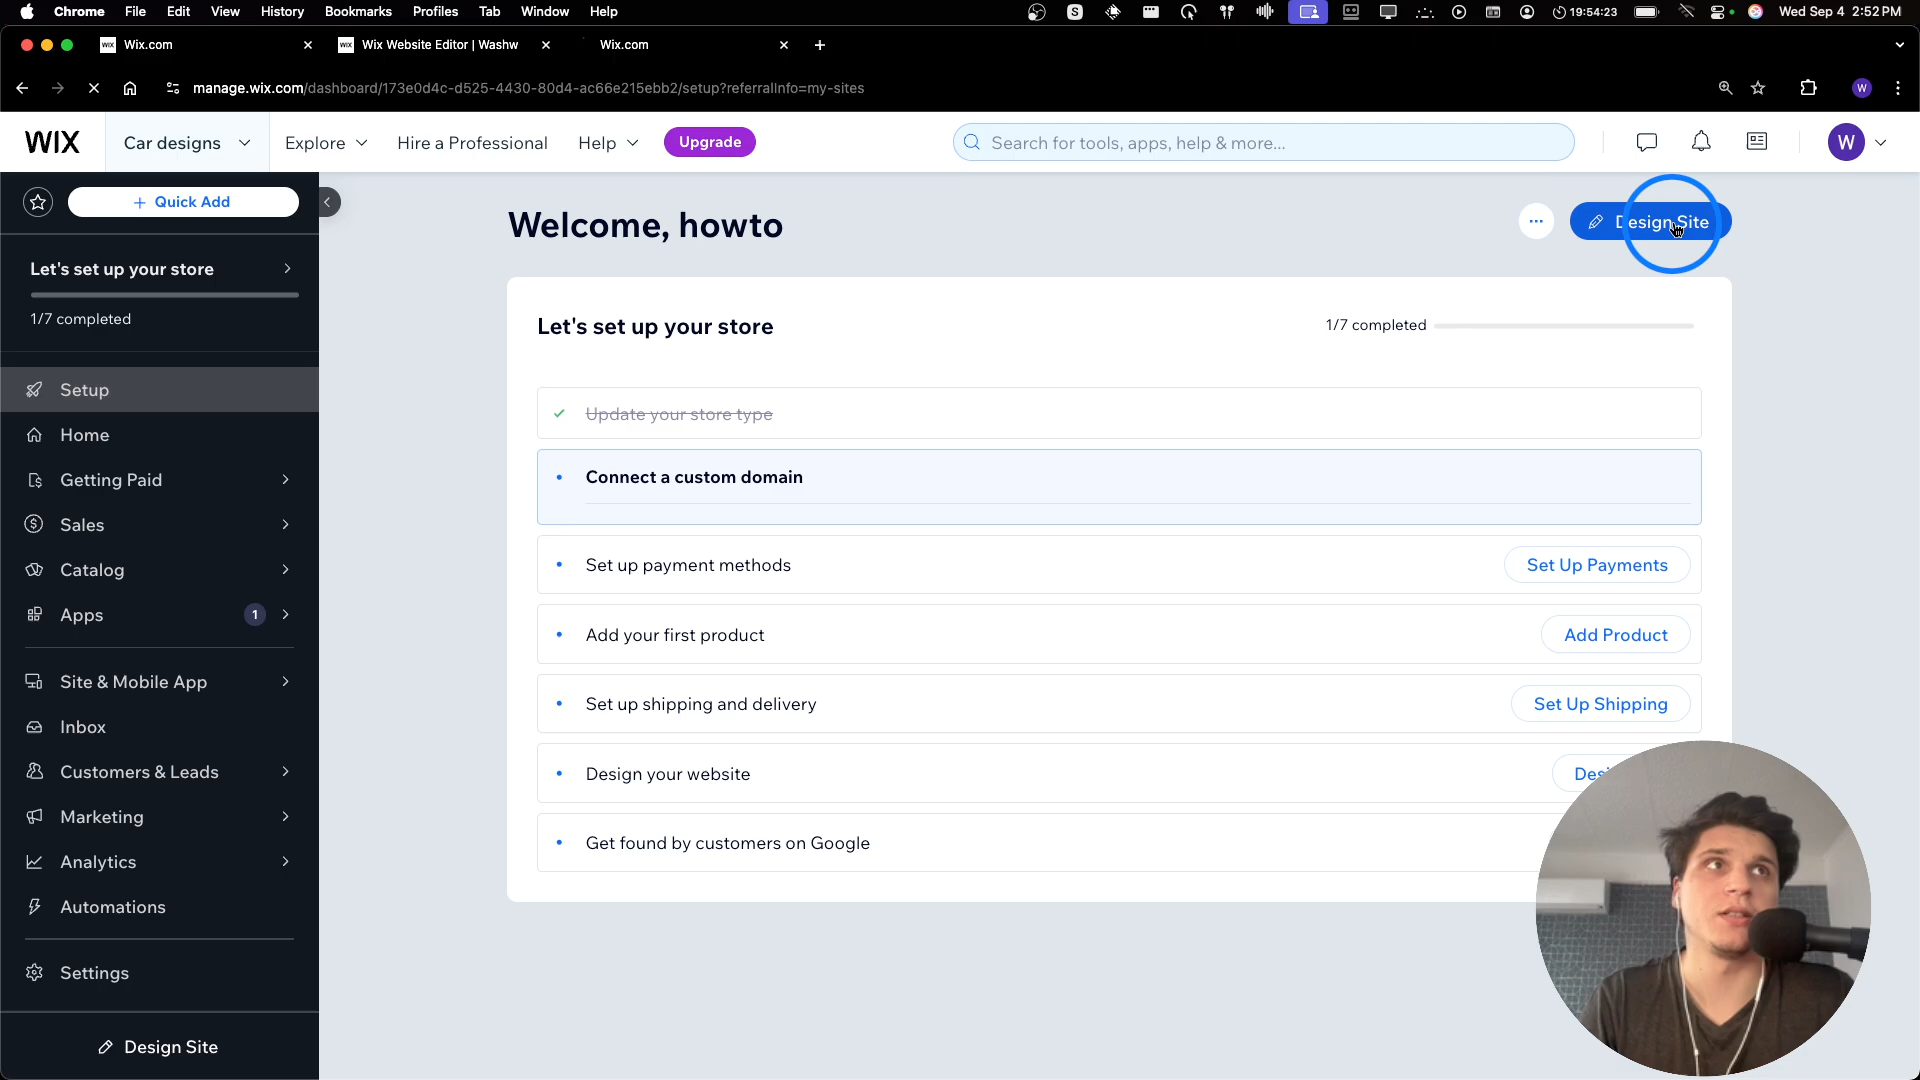 Chrome File Edit View History Bookmarks Profiles Tab Window Help
S
19:54:23
Wed Sep 4 2:52 PM
WIX Wix.com
WIX Wix Website Editor | Washw
Wix.com
manage.wix.com/dashboard/173e0d4c-d525-4430-80d4-ac66e215ebb2/setup?referralInfo=my-sites
W
WIX
Car designs
Explore
Hire a Professional
Help
Upgrade
Search for tools, apps, help & more...
W
+ Quick Add
Let's set up your store
1/7 completed
Setup
Home
Getting Paid
Sales
Catalog
Apps 1
Site & Mobile App
Inbox
Customers & Leads
Marketing
Analytics
Automations
Settings
Design Site
Welcome, howto
Design Site
Let's set up your store
1/7 completed
Update your store type
Connect a custom domain
Set up payment methods
Set Up Payments
Add your first product
Add Product
Set up shipping and delivery
Set Up Shipping
Design your website
Desi
Get found by customers on Google